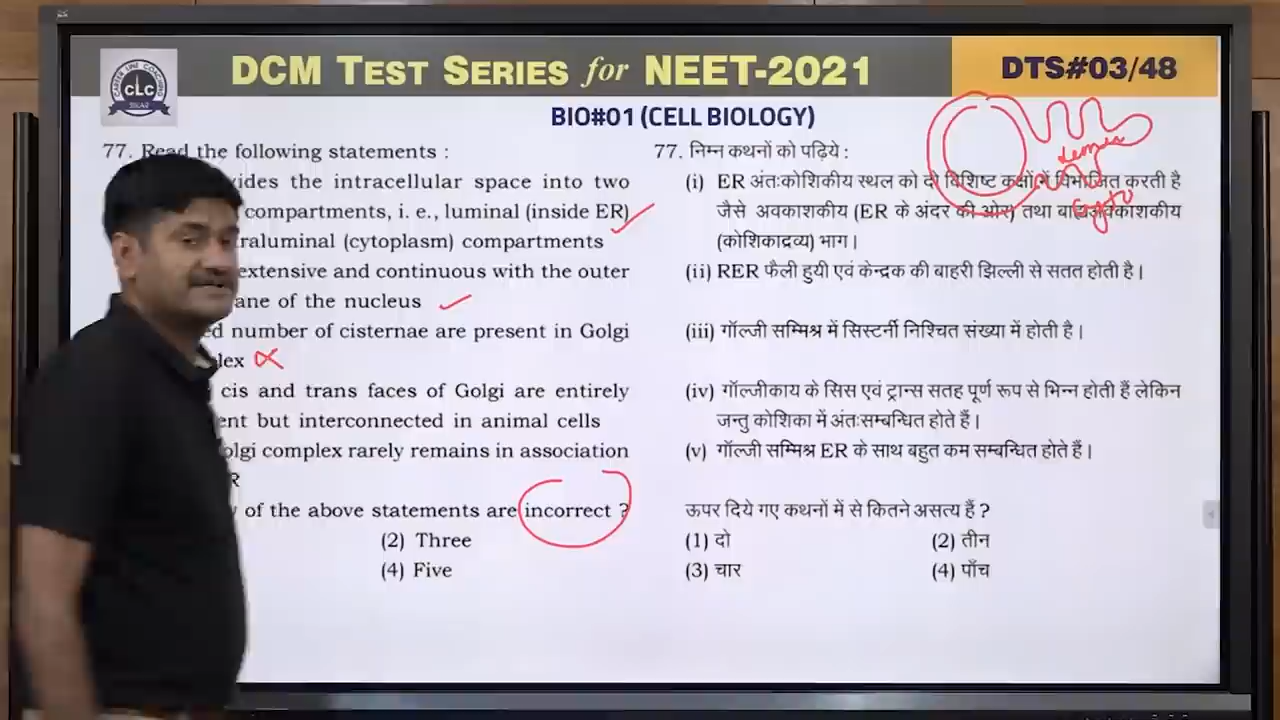 DCM TEST SERIES for NEET-2021
DTS#03/48
CAREER LINE COACHING
CLC
SIKAR
BIO#01 (CELL BIOLOGY)
77. Read the following statements :
vides the intracellular space into two
compartments, i. e., luminal (inside ER)
raluminal (cytoplasm) compartments
extensive and continuous with the outer
ane of the nucleus
ed number of cisternae are present in Golgi
lex
cis and trans faces of Golgi are entirely
ent but interconnected in animal cells
olgi complex rarely remains in association
R
of the above statements are incorrect ?
(2) Three
(4) Five
77. निम्न कथनों को पढ़िये :
(i) ER अंतःकोशिकीय स्थल को दो विशिष्ट कक्षों में विभाजित करती है
जैसे अवकाशकीय (ER के अंदर की ओर) तथा बाह्यअवकाशकीय
(कोशिकाद्रव्य) भाग।
(ii) RER फैली हुयी एवं केन्द्रक की बाहरी झिल्ली से सतत होती है।
(iii) गॉल्जी सम्मिश्र में सिस्टर्नी निश्चित संख्या में होती है।
(iv) गॉल्जीकाय के सिस एवं ट्रान्स सतह पूर्ण रूप से भिन्न होती हैं लेकिन
जन्तु कोशिका में अंतःसम्बन्धित होते हैं।
(v) गॉल्जी सम्मिश्र ER के साथ बहुत कम सम्बन्धित होते हैं।
ऊपर दिये गए कथनों में से कितने असत्य हैं ?
(1) दो
(2) तीन
(3) चार
(4) पाँच
Cyto